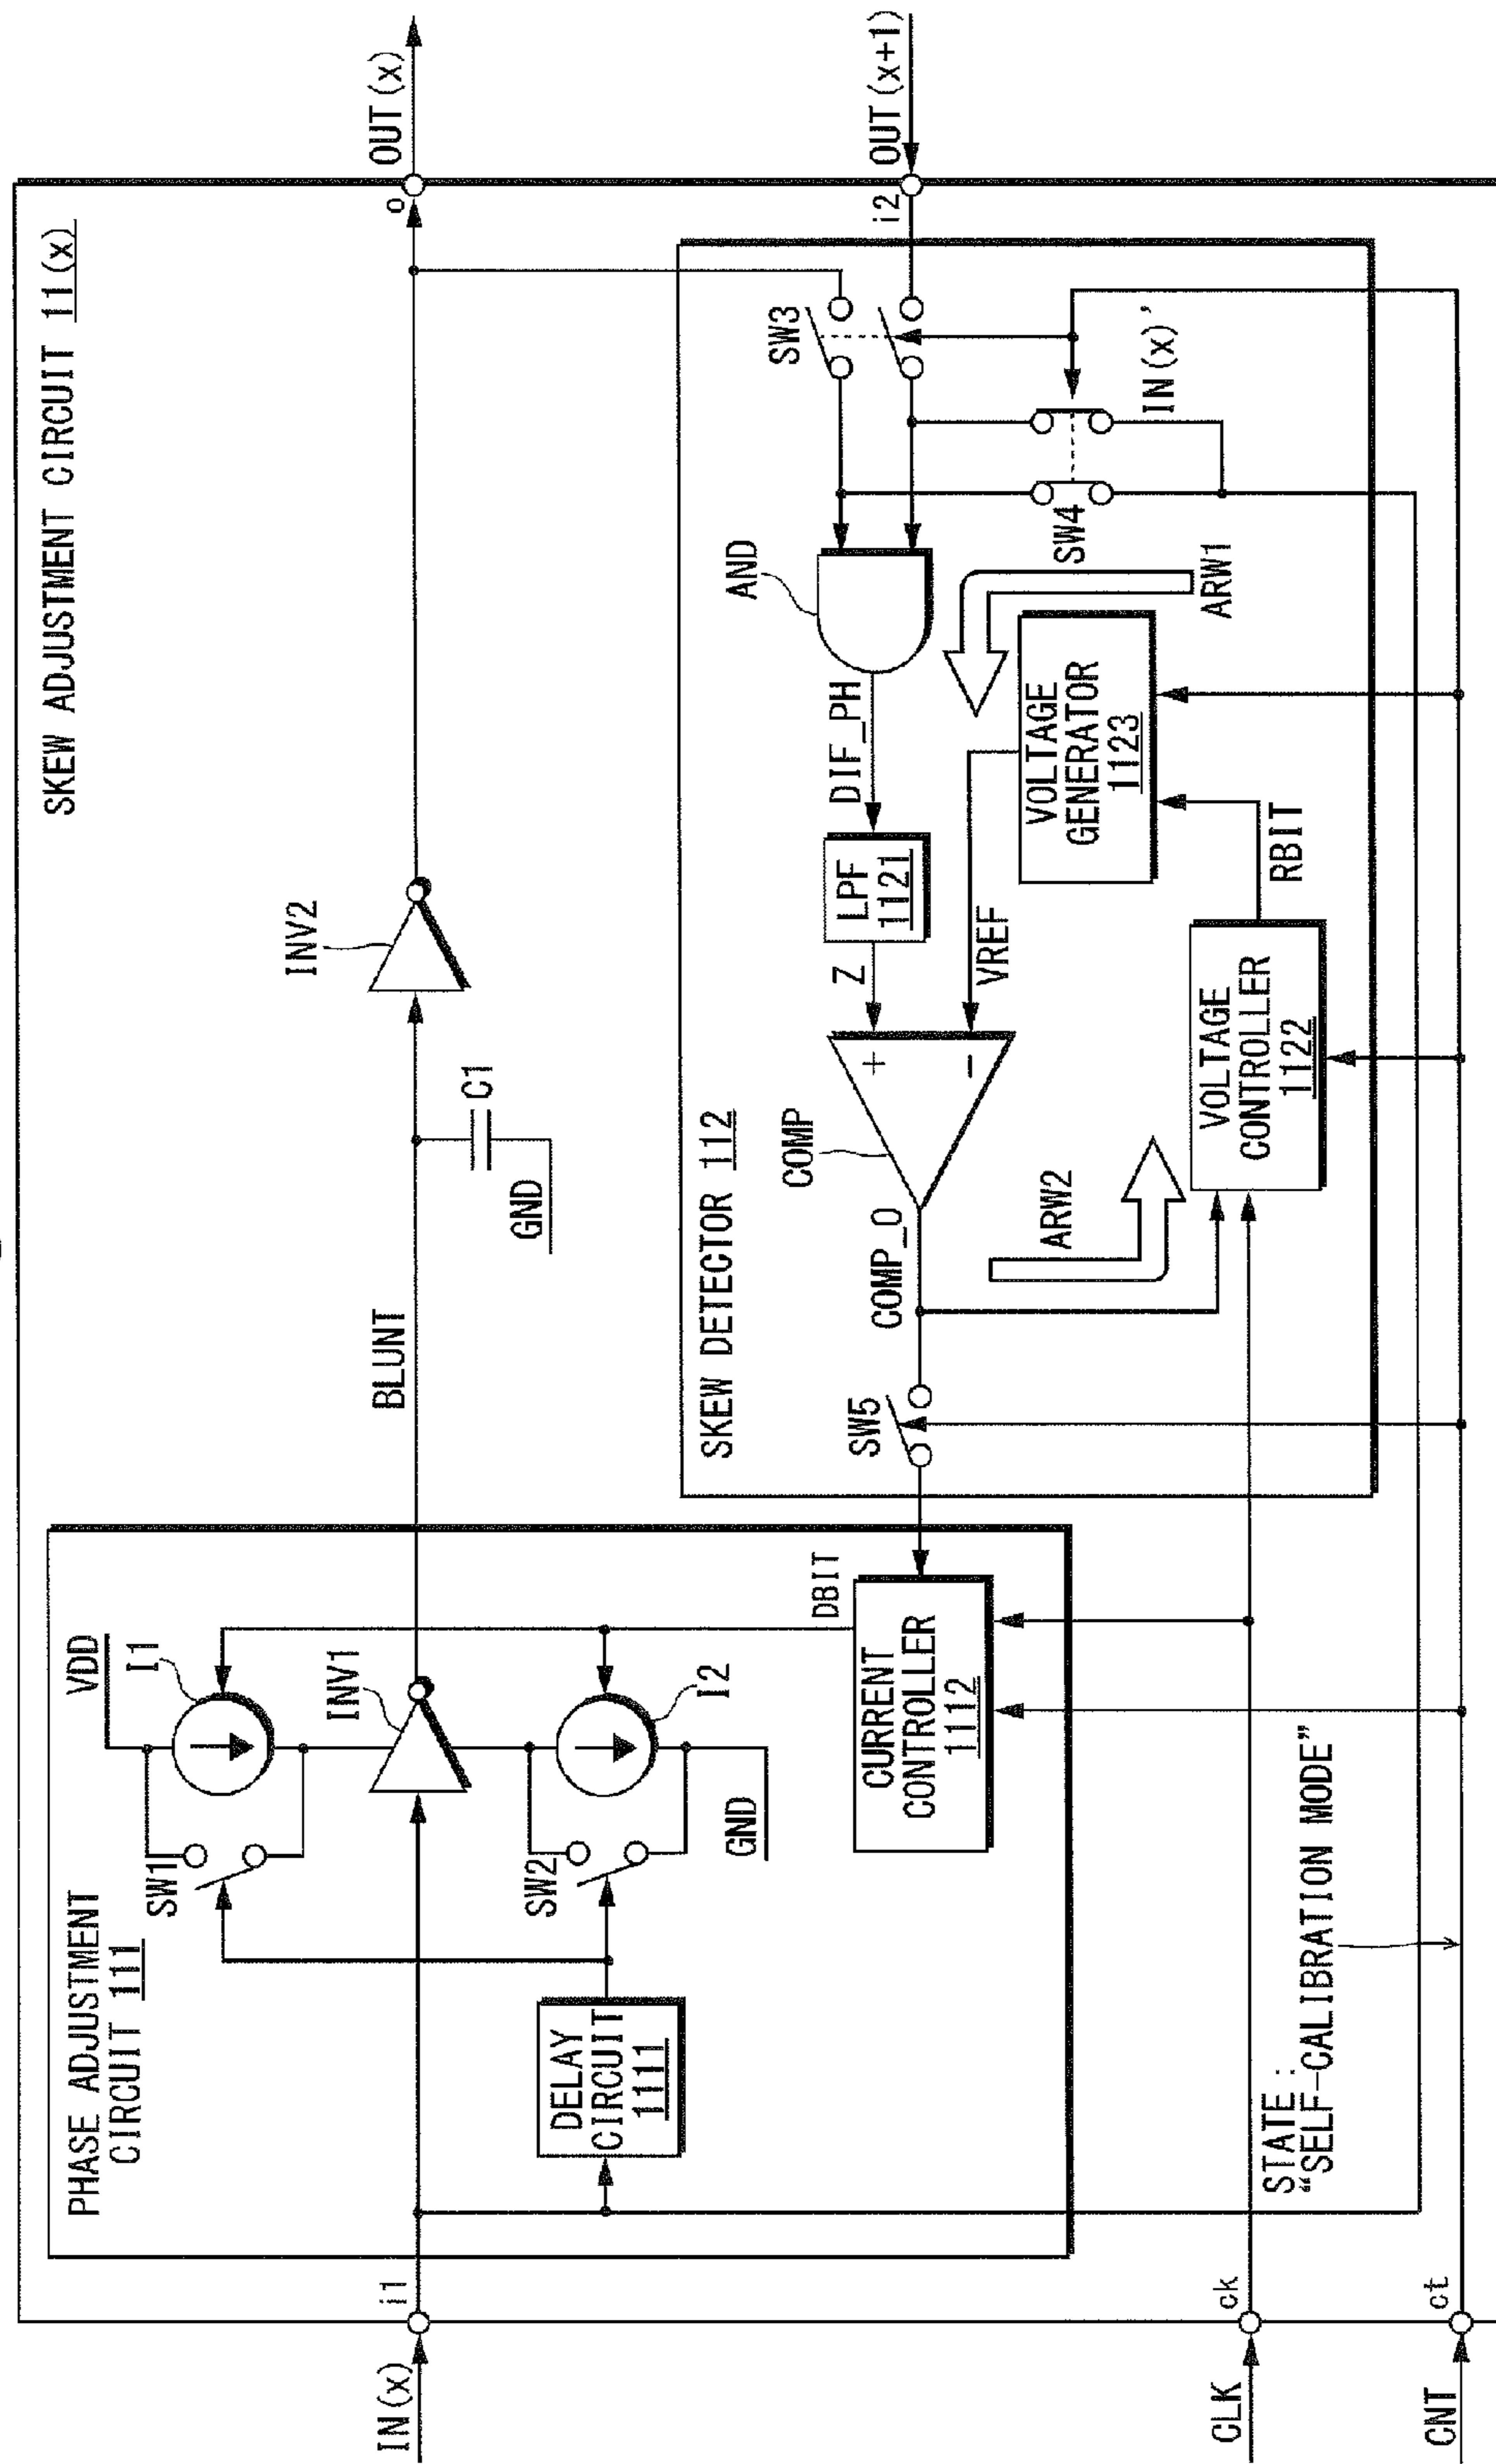 SKEW ADJUSTMENT CIRCUIT 11(x)
PHASE ADJUSTMENT
CIRCUIT 111
VDD
I1
SW1
INV1
SW2
I2
GND
DELAY
CIRCUIT
1111
DBIT
CURRENT
CONTROLLER
1112
IN(x)
i1
BLUNT
C1
GND
INV2
o
OUT(x)
i2
OUT(x+1)
SKEW DETECTOR 112
SW5
COMP_O
COMP
+
-
Z
LPF
1121
DIF_PH
AND
SW3
SW4
IN(x)'
VREF
ARW1
ARW2
VOLTAGE
GENERATOR
1123
RBIT
VOLTAGE
CONTROLLER
1122
STATE:
“SELF-CALIBRATION MODE”
CLK
ck
CNT
ct